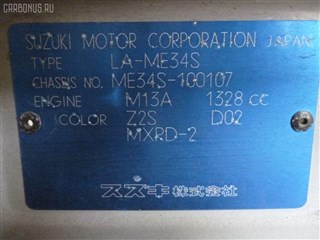 CARBONUS.RU
SUZUKI MOTOR CORPORATION JAPAN
TYPE LA-ME34S
CHASSIS NO. ME34S-100107
ENGINE M13A 1328 CC
COLOR Z2S D02
MXRD-2
スズキ株式会社